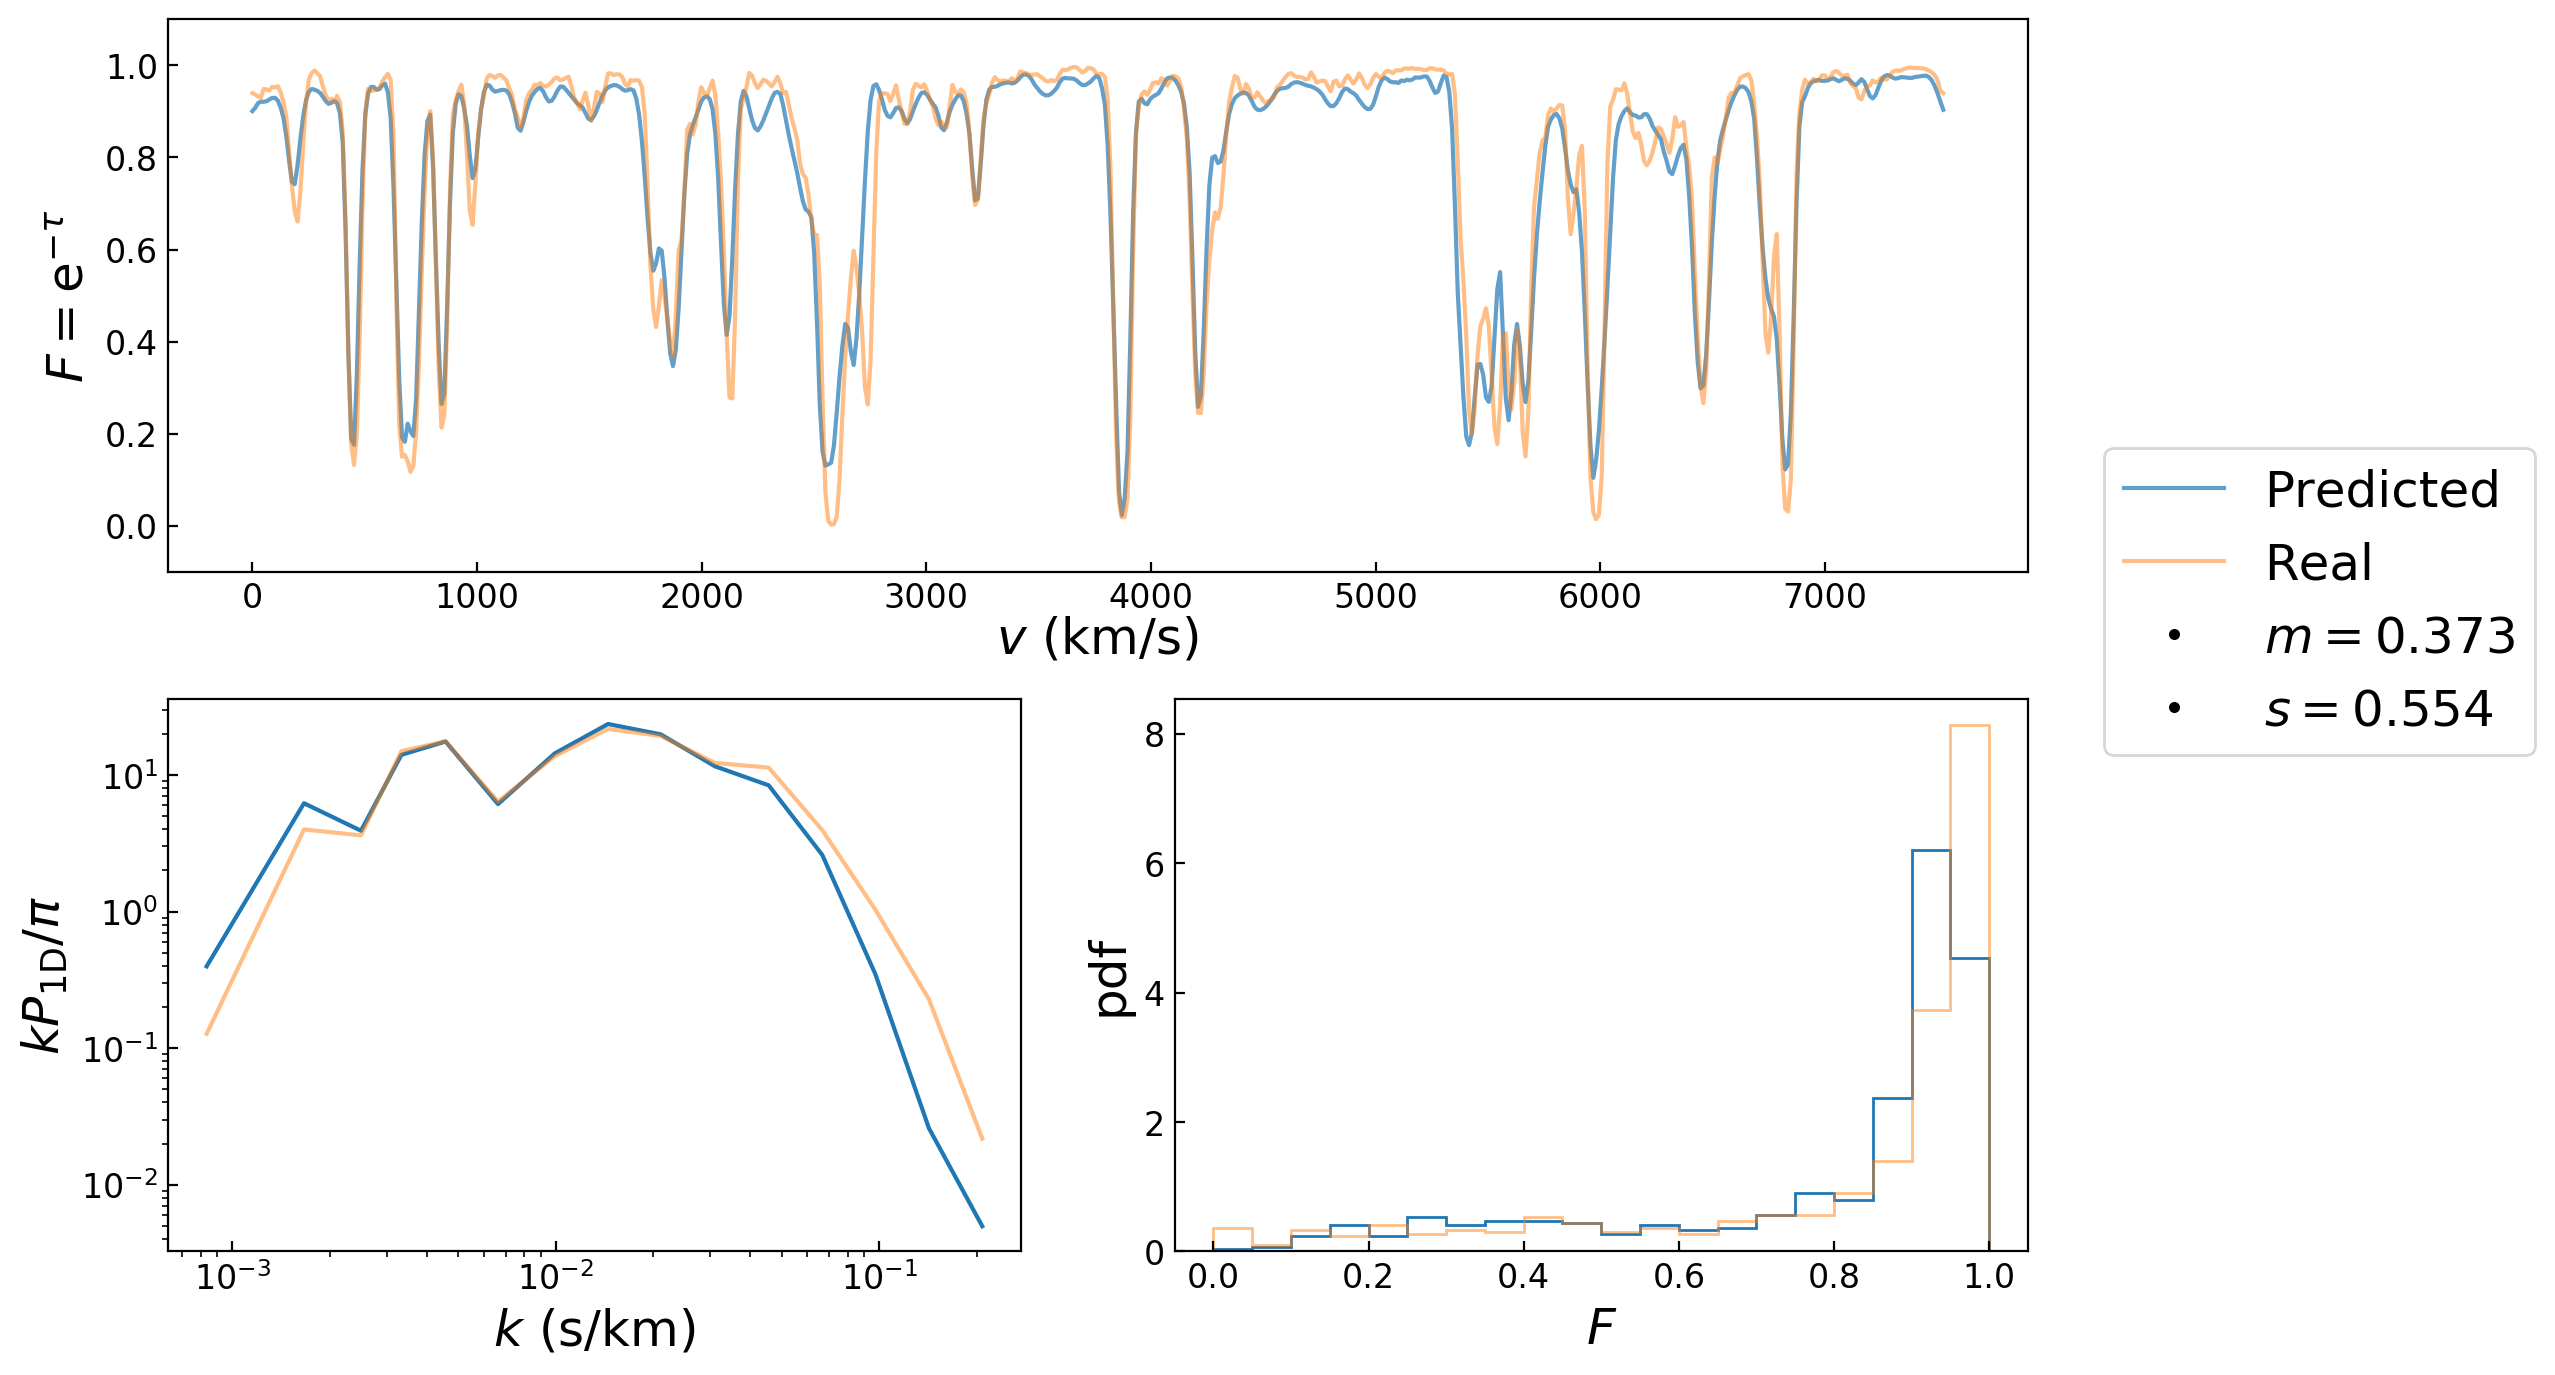 1.0
0.8
0.6
0.4
0.2
0.0
F = e^{−τ}
0 1000 2000 3000 4000 5000 6000 7000
v (km/s)
Predicted
Real
m = 0.373
s = 0.554
10^1
10^0
10^{−1}
10^{−2}
kP_{1D}/π
10^{−3} 10^{−2} 10^{−1}
k (s/km)
8
6
4
2
0
pdf
0.0 0.2 0.4 0.6 0.8 1.0
F